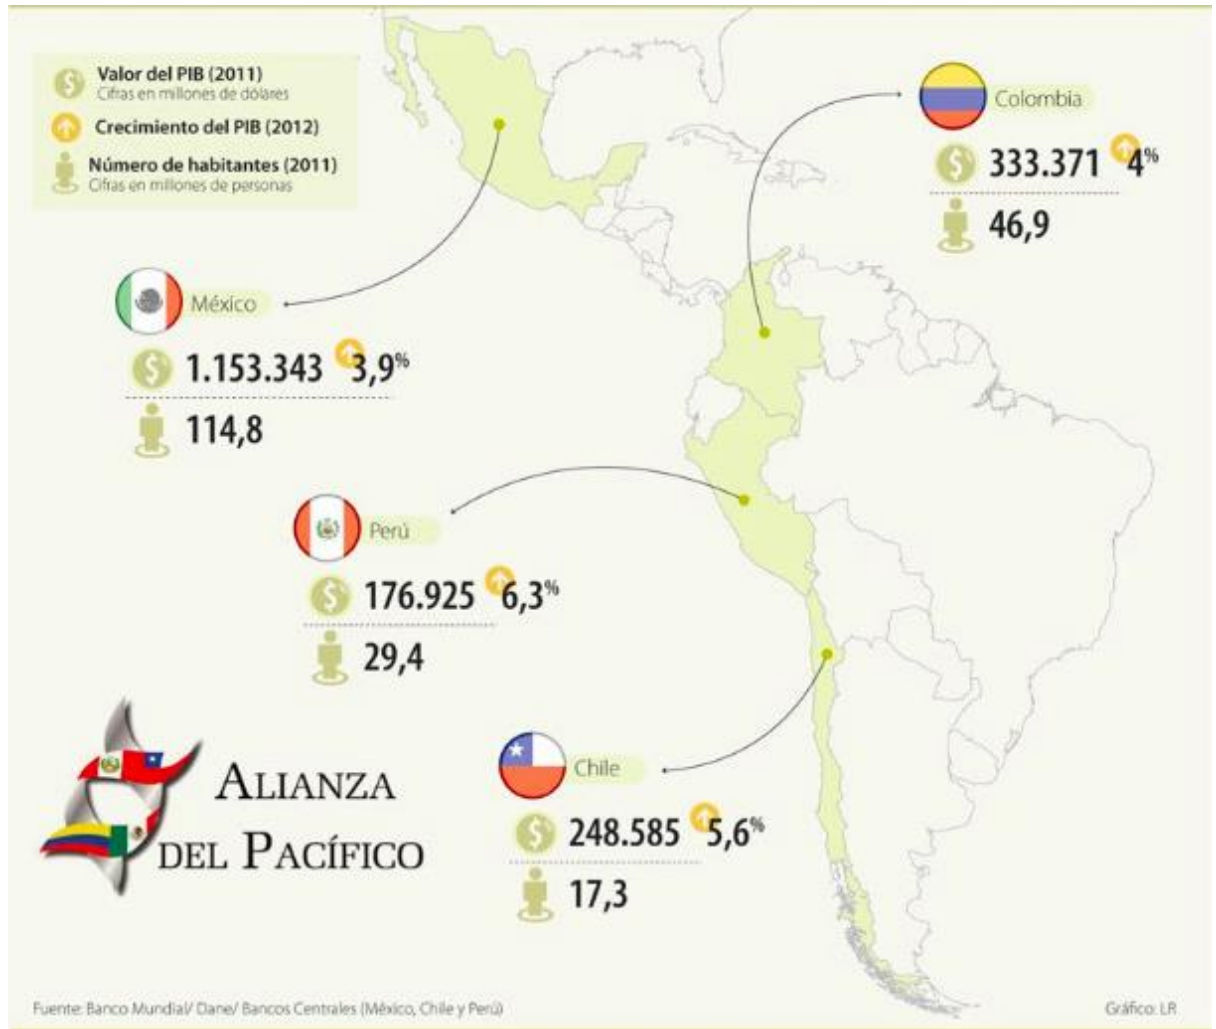 Valor del PIB (2011)
Cifras en millones de dólares
Crecimiento del PIB (2012)
Número de habitantes (2011)
Cifras en millones de personas
Colombia
333.371 4%
46,9
México
1.153.343 3,9%
114,8
Perú
176.925 6,3%
29,4
Chile
248.585 5,6%
17,3
ALIANZA
DEL PACÍFICO
Fuente: Banco Mundial/ Dane/ Bancos Centrales (México, Chile y Perú)
Gráfico: LR